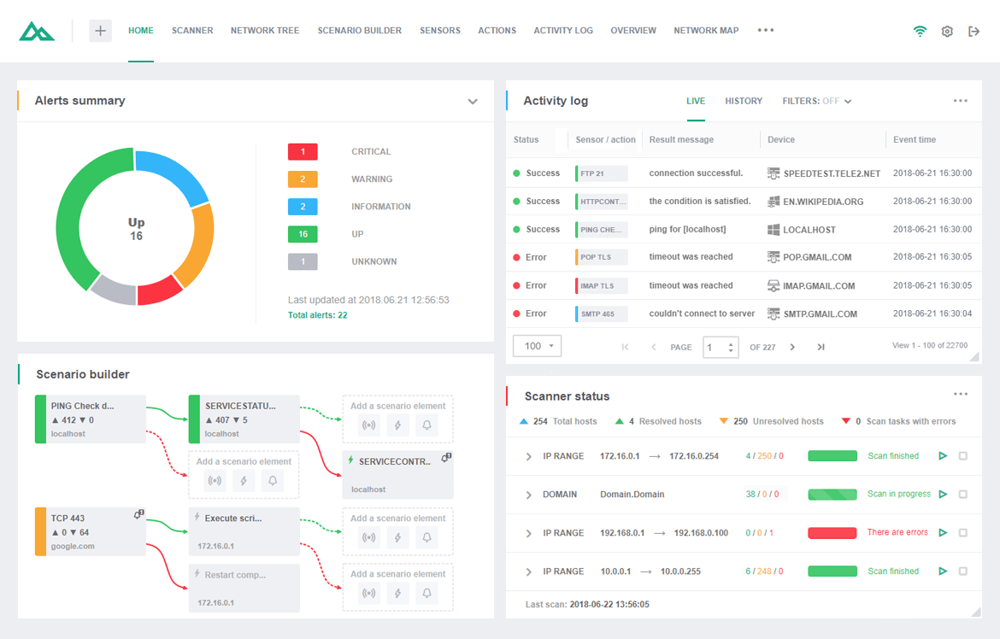 HOME SCANNER NETWORK TREE SCENARIO BUILDER SENSORS ACTIONS ACTIVITY LOG OVERVIEW NETWORK MAP
Alerts summary
Up
16
1 CRITICAL
2 WARNING
2 INFORMATION
16 UP
1 UNKNOWN
Last updated at 2018.06.21 12:56:53
Total alerts: 22
Activity log LIVE HISTORY FILTERS: OFF
Status Sensor / action Result message Device Event time
Success FTP 21 connection successful. SPEEDTEST.TELE2.NET 2018-06-21 16:30:00
Success HTTPCONT... the condition is satisfied. EN.WIKIPEDIA.ORG 2018-06-21 16:30:00
Success PING CHE... ping for [localhost] LOCALHOST 2018-06-21 16:30:00
Error POP TLS timeout was reached POP.GMAIL.COM 2018-06-21 16:30:05
Error IMAP TLS timeout was reached IMAP.GMAIL.COM 2018-06-21 16:30:05
Error SMTP 465 couldn't connect to server SMTP.GMAIL.COM 2018-06-21 16:30:04
100 PAGE 1 OF 227 View 1 - 100 of 22700
Scenario builder
PING Check d... SERVICESTATU... Add a scenario element
▲ 412 ▼ 0 ▲ 407 ▼ 5
localhost localhost
Add a scenario element SERVICECONTR... 1
localhost
TCP 443 1 Execute scri... Add a scenario element
▲ 0 ▼ 64
google.com 172.16.0.1
Restart comp... Add a scenario element
172.16.0.1
Scanner status
254 Total hosts 4 Resolved hosts 250 Unresolved hosts 0 Scan tasks with errors
IP RANGE 172.16.0.1 → 172.16.0.254 4 / 250 / 0 Scan finished
DOMAIN Domain.Domain 38 / 0 / 0 Scan in progress
IP RANGE 192.168.0.1 → 192.168.0.100 0 / 0 / 1 There are errors
IP RANGE 10.0.0.1 → 10.0.0.255 6 / 248 / 0 Scan finished
Last scan: 2018-06-22 13:56:05